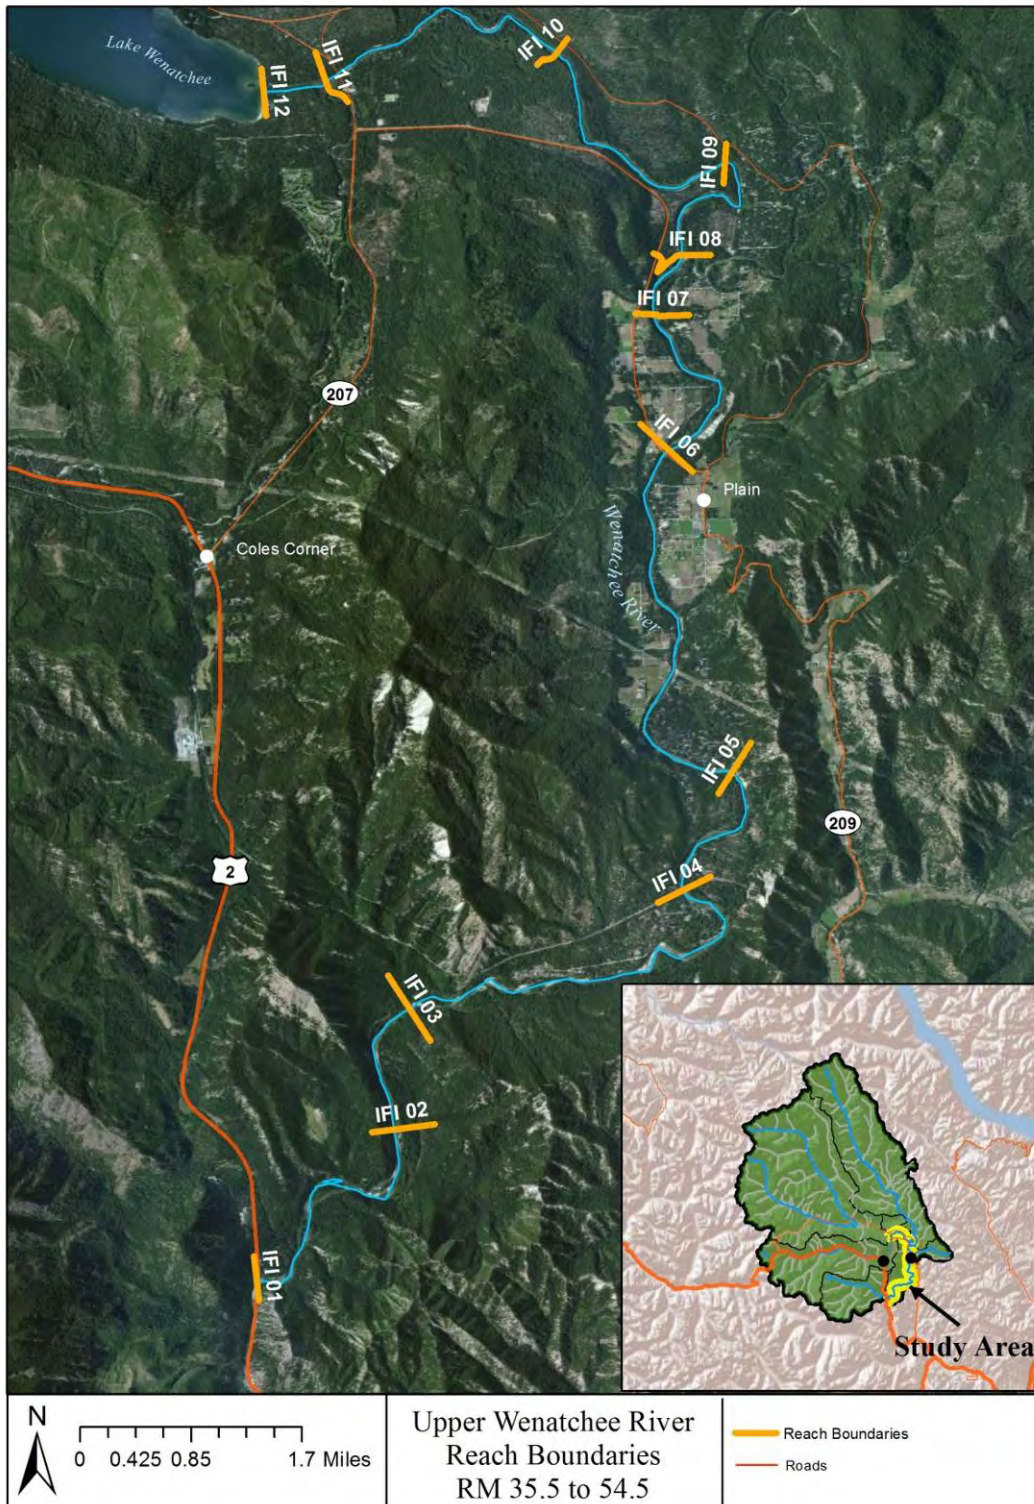 Lake Wenatchee
IFI 12
IFI 11
IFI 10
IFI 09
IFI 08
IFI 07
207
IFI 06
Plain
Coles Corner
Wenatchee River
IFI 05
209
2
IFI 04
IFI 03
IFI 02
IFI 01
Study Area
N
0 0.425 0.85 1.7 Miles
Upper Wenatchee River
Reach Boundaries
RM 35.5 to 54.5
Reach Boundaries
Roads